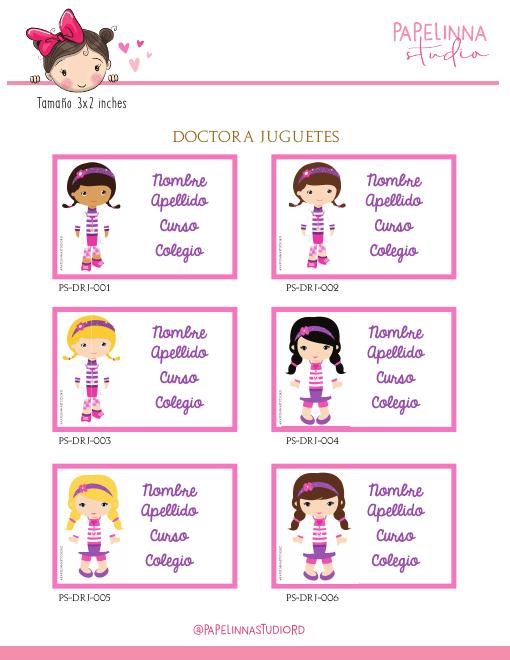 PAPELINNA
studio
Tamaño 3x2 inches
DOCTORA JUGUETES
Nombre
Apellido
Curso
Colegio
PS-DRJ-001
Nombre
Apellido
Curso
Colegio
PS-DRJ-002
Nombre
Apellido
Curso
Colegio
PS-DRJ-003
Nombre
Apellido
Curso
Colegio
PS-DRJ-004
Nombre
Apellido
Curso
Colegio
PS-DRJ-005
Nombre
Apellido
Curso
Colegio
PS-DRJ-006
@PAPELINNASTUDIORD